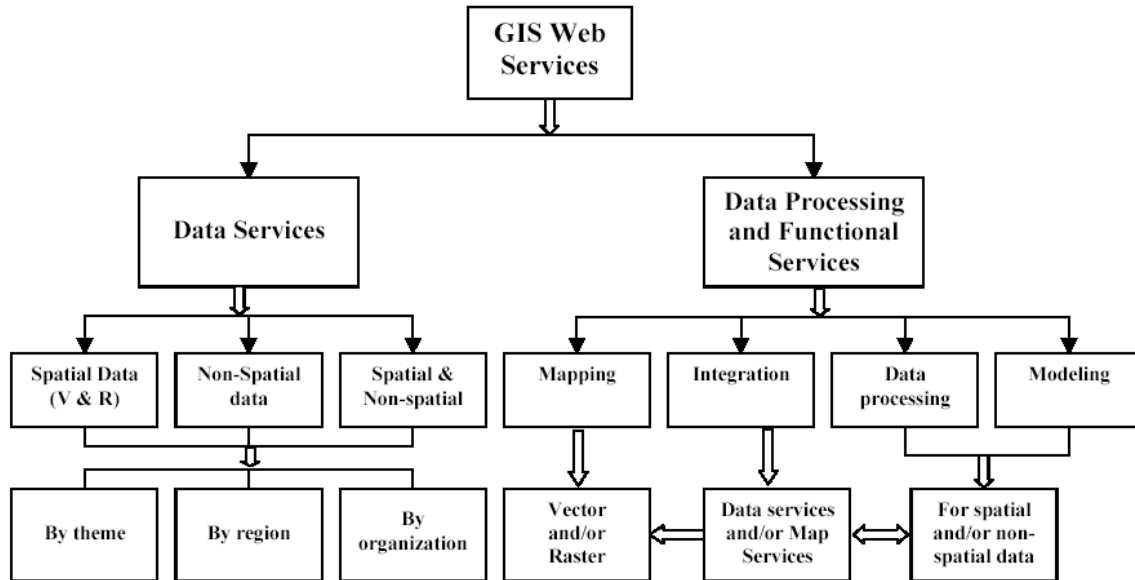 GIS Web
Services
Data Services
Data Processing
and Functional
Services
Spatial Data
(V & R)
Non-Spatial
data
Spatial &
Non-spatial
Mapping
Integration
Data
processing
Modeling
By theme
By region
By
organization
Vector
and/or
Raster
Data services
and/or Map
Services
For spatial
and/or non-
spatial data